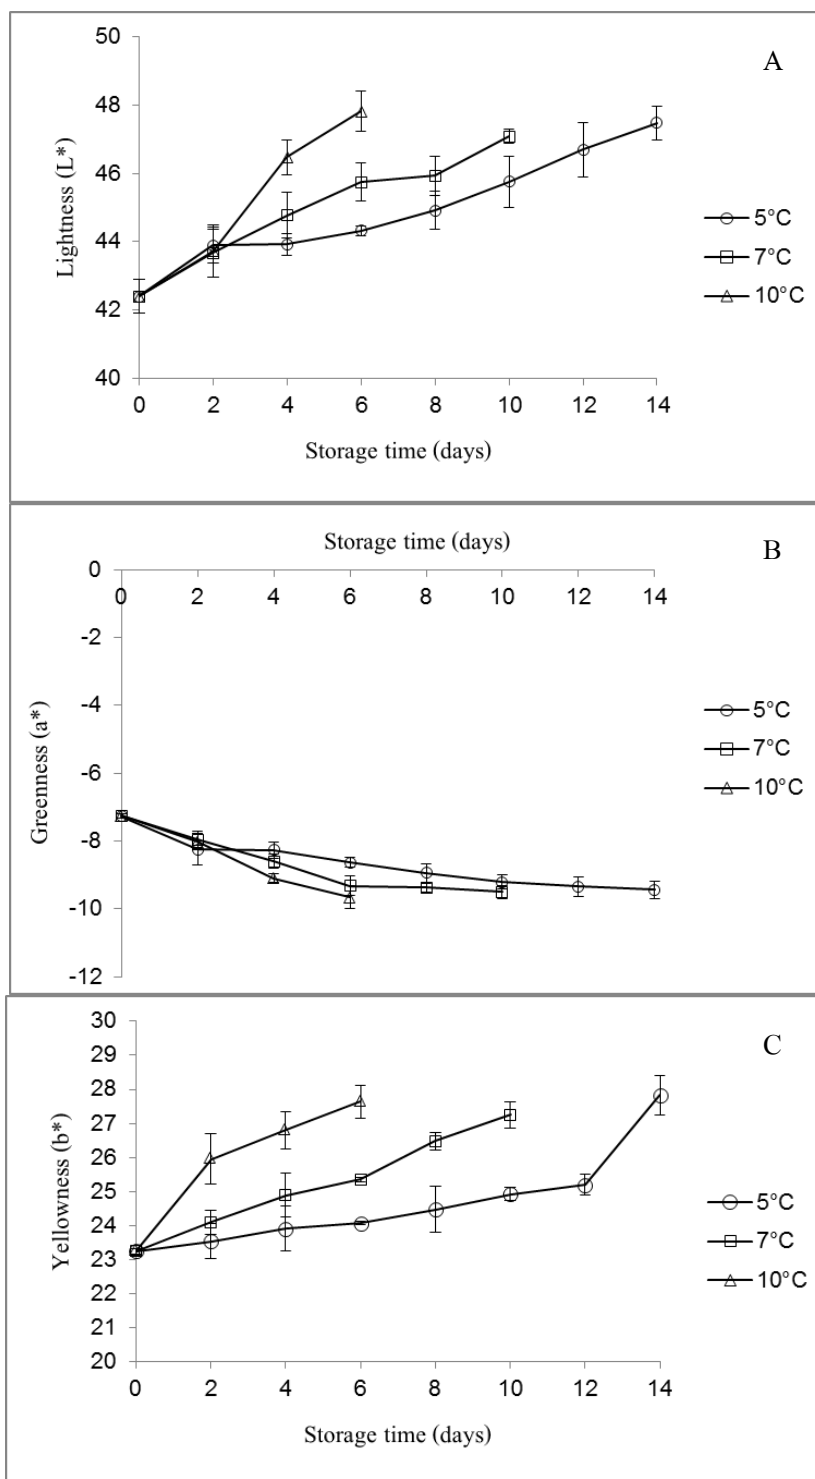 A
50
48
46
44
42
40
Lightness (L*)
0 2 4 6 8 10 12 14
Storage time (days)
5°C
7°C
10°C
B
Storage time (days)
0
-2
-4
-6
-8
-10
-12
0 2 4 6 8 10 12 14
Greenness (a*)
5°C
7°C
10°C
C
30
29
28
27
26
25
24
23
22
21
20
Yellowness (b*)
0 2 4 6 8 10 12 14
Storage time (days)
5°C
7°C
10°C